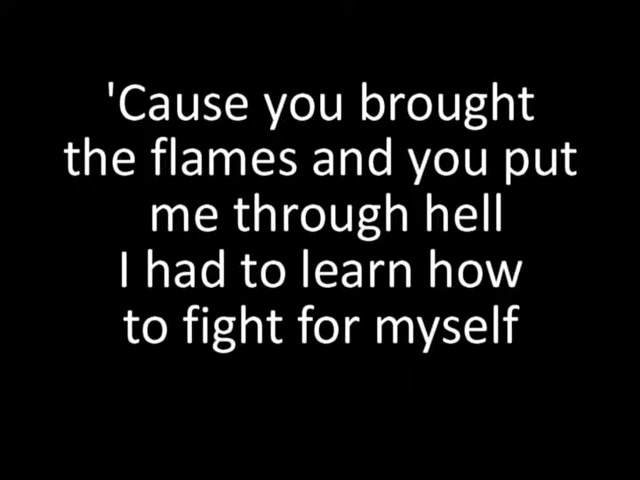 'Cause you brought
the flames and you put
me through hell
I had to learn how
to fight for myself